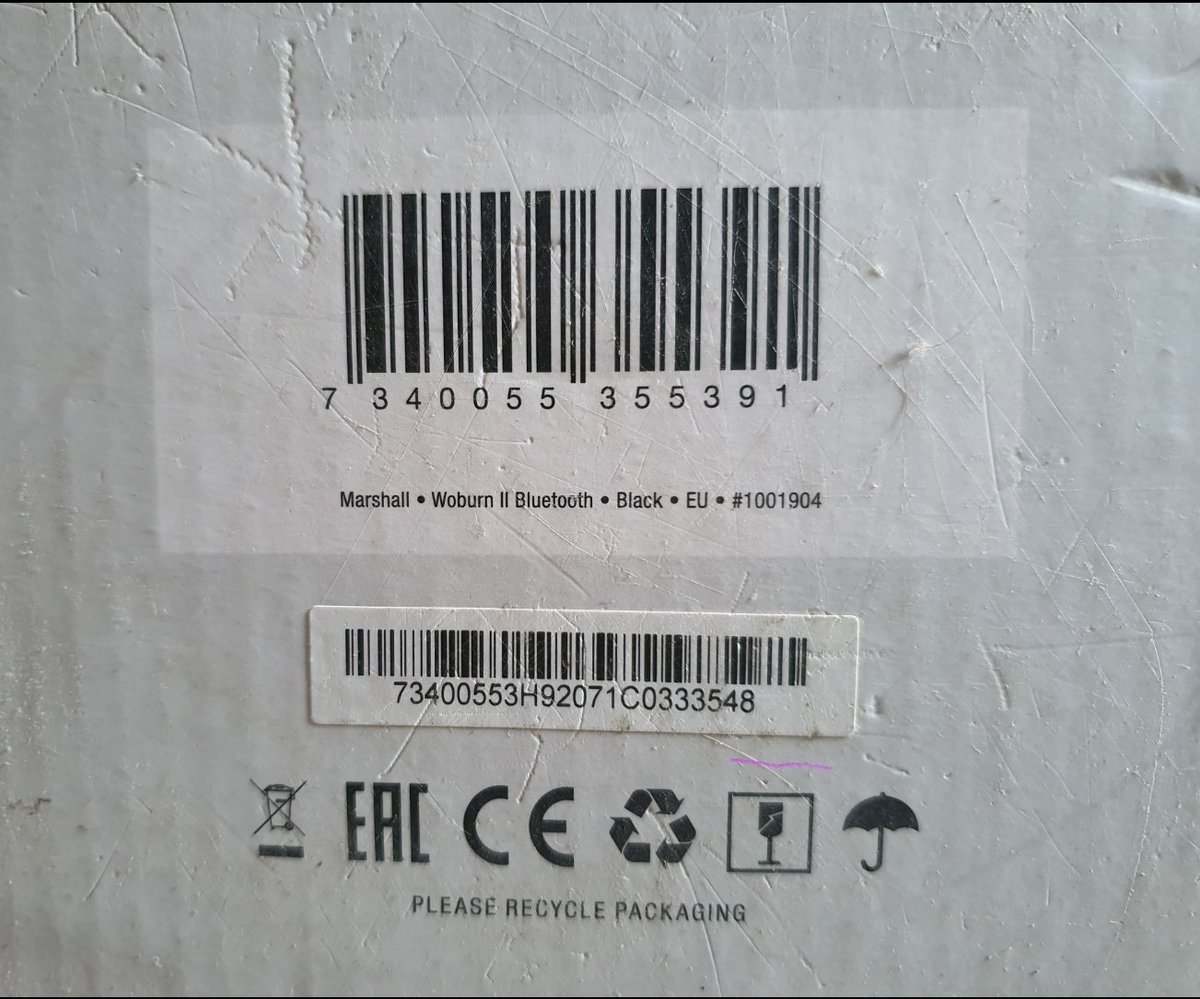 7 340055 355391
Marshall • Woburn II Bluetooth • Black • EU • #1001904
73400553H92071C0333548
EAC CE
PLEASE RECYCLE PACKAGING